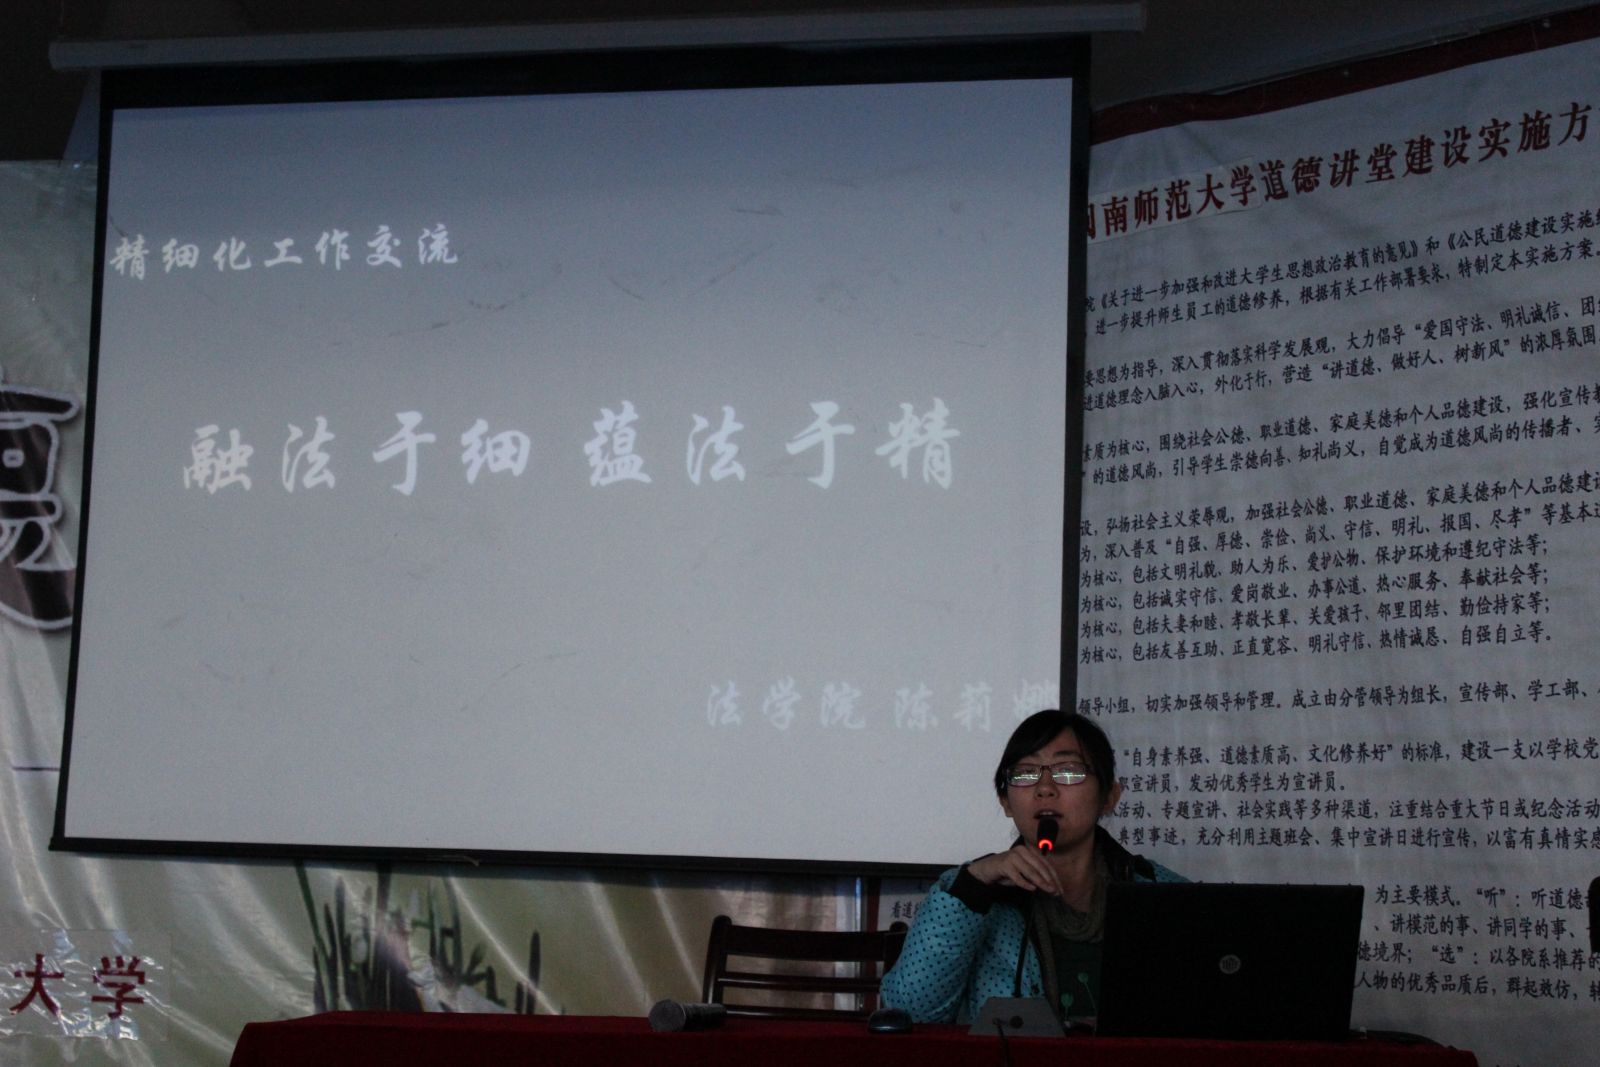 精细化工作交流
融法于细 蕴法于精
法学院 陈莉娜
大学
闽南师范大学道德讲堂建设实施方
院《关于进一步加强和改进大学生思想政治教育的意见》和《公民道德建设实施纲
进一步提升师生员工的道德修养，根据有关工作部署要求，特制定本实施方案。
要思想为指导，深入贯彻落实科学发展观，大力倡导“爱国守法、明礼诚信、团结
进道德理念入脑入心，外化于行，营造“讲道德、做好人、树新风”的浓厚氛围
素质为核心，围绕社会公德、职业道德、家庭美德和个人品德建设，强化宣传教
”的道德风尚，引导学生崇德向善、知礼尚义，自觉成为道德风尚的传播者、实
设，弘扬社会主义荣辱观，加强社会公德、职业道德、家庭美德和个人品德建设
为，深入普及“自强、厚德、崇俭、尚义、守信、明礼、报国、尽孝”等基本道
为核心，包括文明礼貌、助人为乐、爱护公物、保护环境和遵纪守法等；
为核心，包括诚实守信、爱岗敬业、办事公道、热心服务、奉献社会等；
为核心，包括夫妻和睦、孝敬长辈、关爱孩子、邻里团结、勤俭持家等；
为核心，包括友善互助、正直宽容、明礼守信、热情诚恳、自强自立等。
领导小组，切实加强领导和管理。成立由分管领导为组长，宣传部、学工部、
“自身素养强、道德素质高、文化修养好”的标准，建设一支以学校党
职宣讲员，发动优秀学生为宣讲员。
活动、专题宣讲、社会实践等多种渠道，注重结合重大节日或纪念活动
典型事迹，充分利用主题班会、集中宣讲日进行宣传，以富有真情实感
为主要模式。“听”：听道德
看道
、讲模范的事、讲同学的事、
德境界；“选”：以各院系推荐的
人物的优秀品质后，群起效仿，转